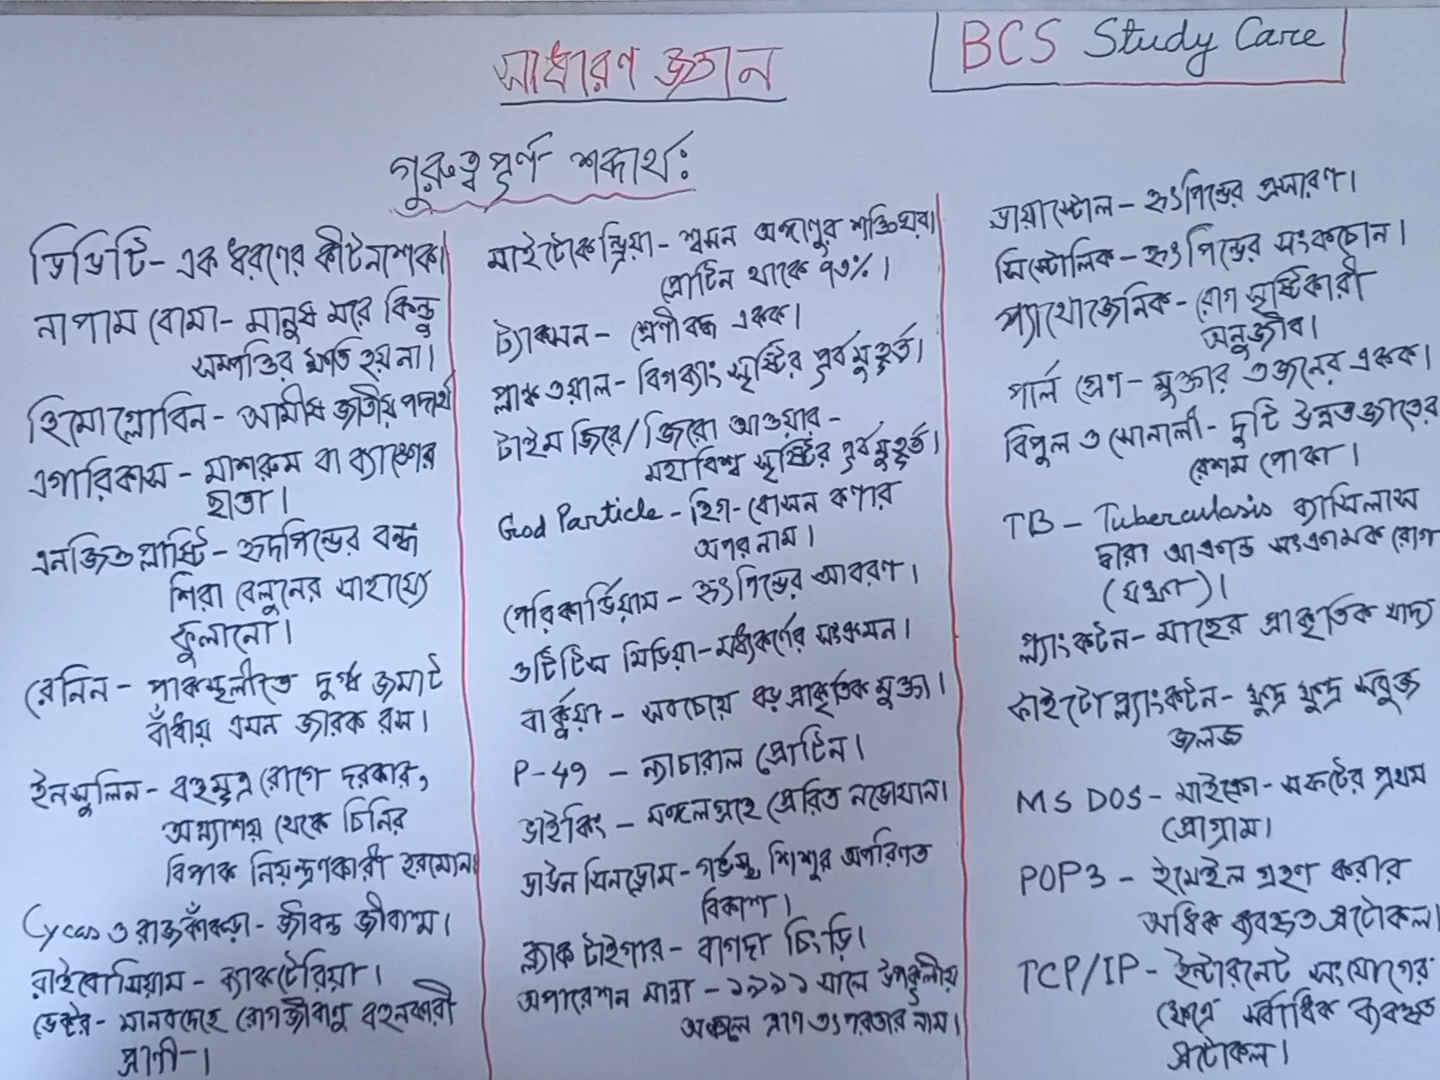 সাধারণ জ্ঞান
BCS Study Care
গুরুত্বপূর্ণ শব্দার্থঃ
ডিডিটি - এক ধরণের কীটনাশক।
নাপাম বোমা - মানুষ মরে কিন্তু
সম্পত্তির ক্ষতি হয় না।
হিমোগ্লোবিন - আমীষ জাতীয় পদার্থ
এগারিকাস - মাশরুম বা ব্যাঙের
ছাতা।
এনজিওপ্লাস্টি - হৃদপিন্ডের বন্ধ
শিরা বেলুনের সাহায্যে
ফুলানো।
রেনিন - পাকস্থলীতে দুগ্ধ জমাট
বাঁধায় এমন জারক রস।
ইনসুলিন - বহুমূত্র রোগে দরকার,
অগ্ন্যাশয় থেকে চিনির
বিপাক নিয়ন্ত্রণকারী হরমোন।
Cycas ও রাজকাঁকড়া - জীবন্ত জীবাশ্ম।
রাইবোসিয়াম - ব্যাকটেরিয়া।
ভেক্টর - মানবদেহে রোগজীবাণু বহনকারী
প্রাণী-।
মাইটোকন্ড্রিয়া - শ্বসন অঙ্গাণুর শক্তিঘর।
প্রোটিন থাকে ৭৩%।
ট্যাক্সন - শ্রেণীবদ্ধ একক।
প্লাঙ্ক ওয়াল - বিগব্যাং সৃষ্টির পূর্ব মুহূর্ত।
টাইম জিরো/জিরো আওয়ার -
মহাবিশ্ব সৃষ্টির পূর্ব মুহূর্ত।
God Particle - হিগ-বোসন কণার
অপর নাম।
পেরিকার্ডিয়াম - হৃৎপিন্ডের আবরণ।
ওটিটিস মিডিয়া - মধ্যকর্ণের সংক্রমন।
বার্কুয়া - সবচেয়ে বড় প্রাকৃতিক মুক্তা।
P-49 - ন্যাচারাল প্রোটিন।
ভাইকিং - মঙ্গলগ্রহে প্রেরিত নভোযান।
ডাউন সিনড্রোম - গর্ভস্থ শিশুর অপরিণত
বিকাশ।
ব্ল্যাক টাইগার - বাগদা চিংড়ি।
অপারেশন মান্না - ১৯৯১ সালে উপকূলীয়
অঞ্চলে ত্রাণ তৎপরতার নাম।
ডায়াস্টোল - হৃৎপিন্ডের প্রসারণ।
সিস্টোলিক - হৃৎপিন্ডের সংকচোন।
প্যাথোজেনিক - রোগ সৃষ্টিকারী
অনুজীব।
পার্ল গ্রেণ - মুক্তার ওজনের একক।
বিপুল ও সোনালী - দুটি উন্নতজাতের
রেশম পোকা।
TB - Tuberculosis ব্যাসিলাস
দ্বারা আক্রান্ত সংক্রামক রোগ
(যক্ষ্মা)।
প্ল্যাংকটন - মাছের প্রাকৃতিক খাদ্য
ফাইটোপ্ল্যাংকটন - ক্ষুদ্র ক্ষুদ্র সবুজ
জলজ
MS DOS - মাইক্রো-সফটের প্রথম
প্রোগ্রাম।
POP3 - ইমেইল গ্রহণ করার
অধিক ব্যবহৃত প্রটোকল।
TCP/IP - ইন্টারনেট সংযোগের
ক্ষেত্রে সর্বাধিক ব্যবহৃত
প্রটোকল।